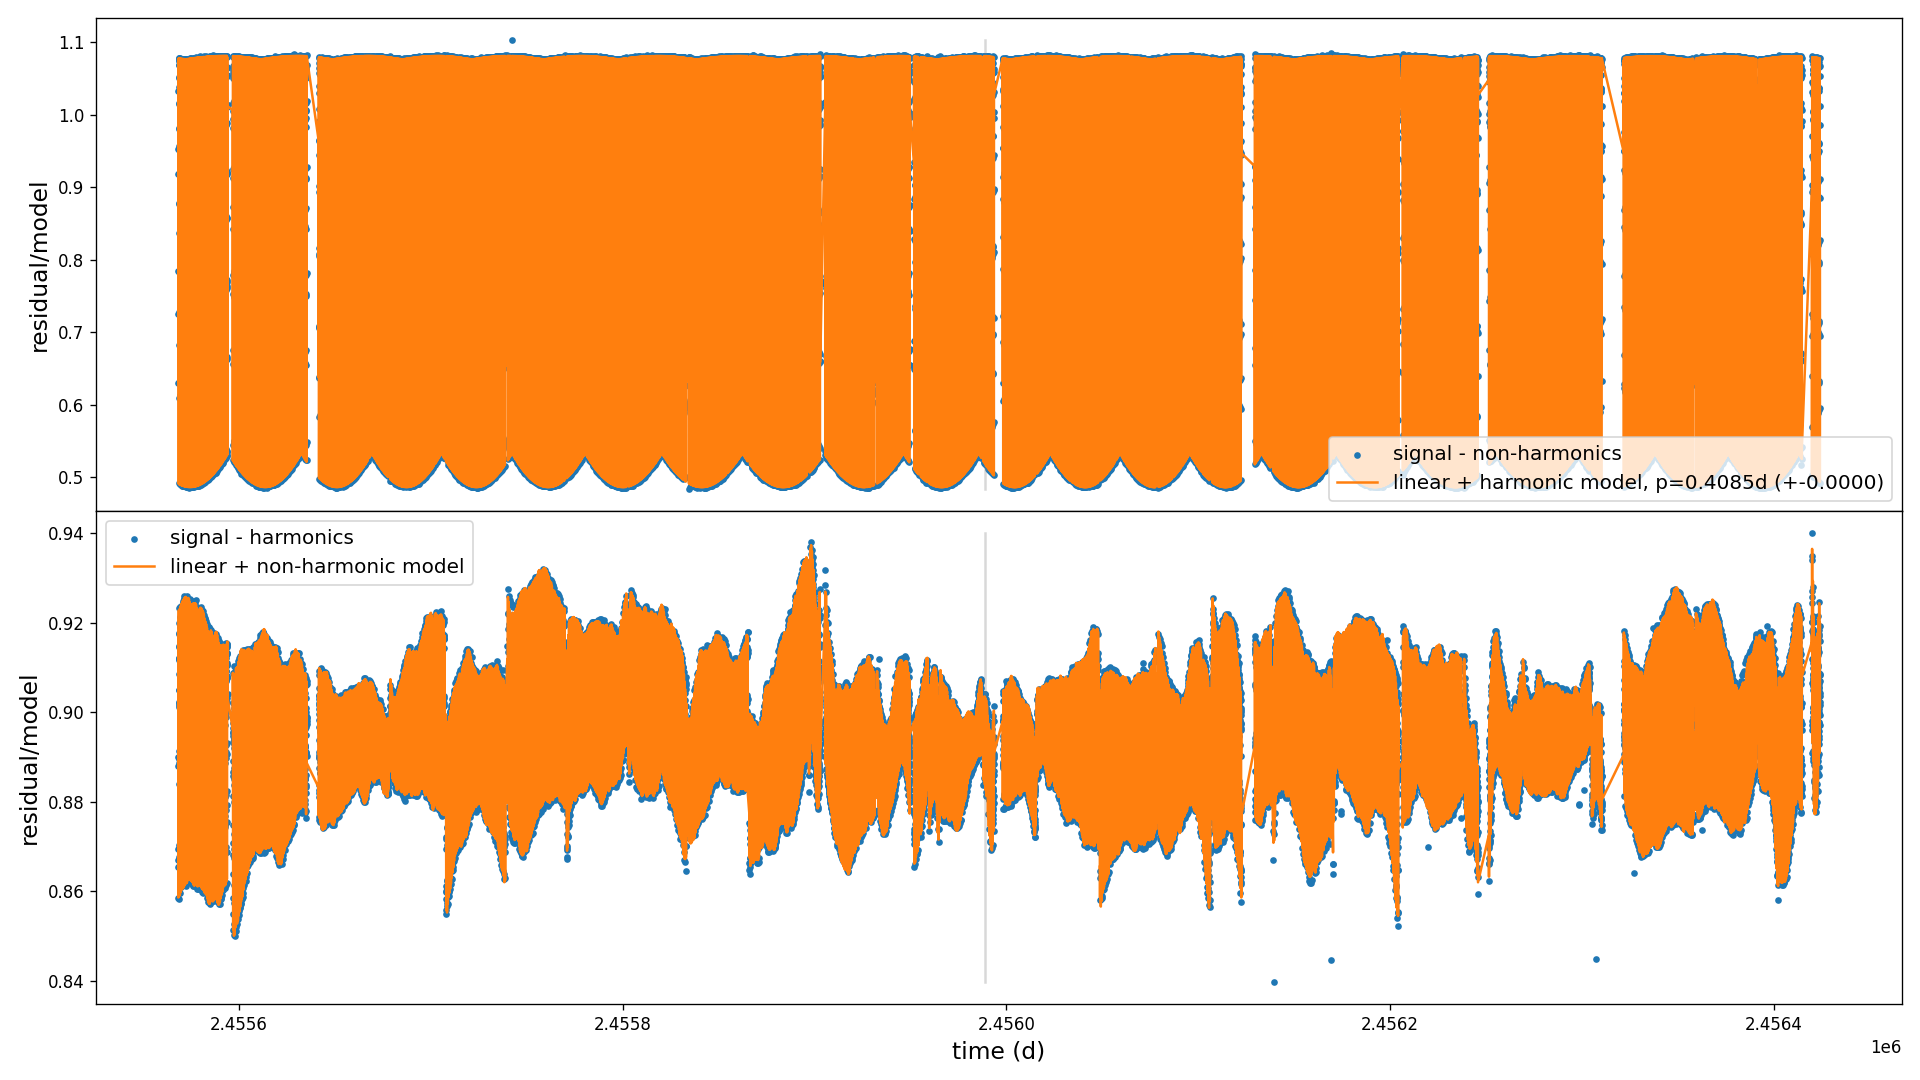 residual/model
1.1
1.0
0.9
0.8
0.7
0.6
0.5
signal - non-harmonics
linear + harmonic model, p=0.4085d (+-0.0000)
residual/model
0.94
0.92
0.90
0.88
0.86
0.84
signal - harmonics
linear + non-harmonic model
2.4556
2.4558
2.4560
2.4562
2.4564
time (d)
1e6